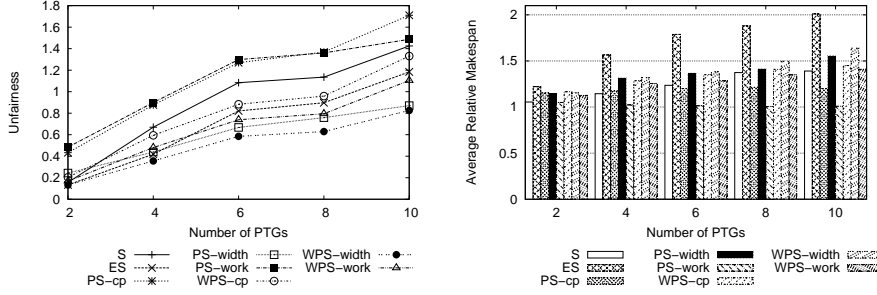 1.8
1.6
1.4
1.2
1
0.8
0.6
0.4
0.2
0
Unfairness
2 4 6 8 10
Number of PTGs
S PS-width WPS-width
ES PS-work WPS-work
PS-cp WPS-cp
2
1.5
1
0.5
0
Average Relative Makespan
2 4 6 8 10
Number of PTGs
S PS-width WPS-width
ES PS-work WPS-work
PS-cp WPS-cp